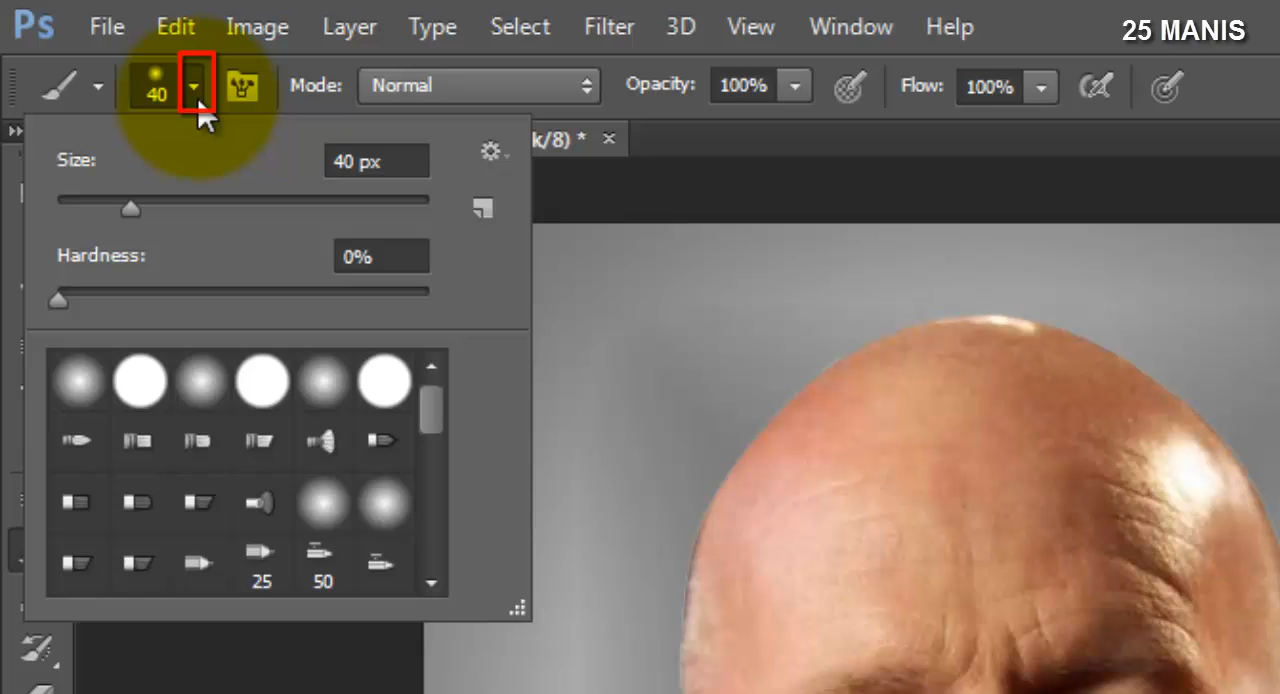 Ps File Edit Image Layer Type Select Filter 3D View Window Help
25 MANIS
40 Mode: Normal Opacity: 100% Flow: 100%
k/8) * ×
Size: 40 px
Hardness: 0%
25 50